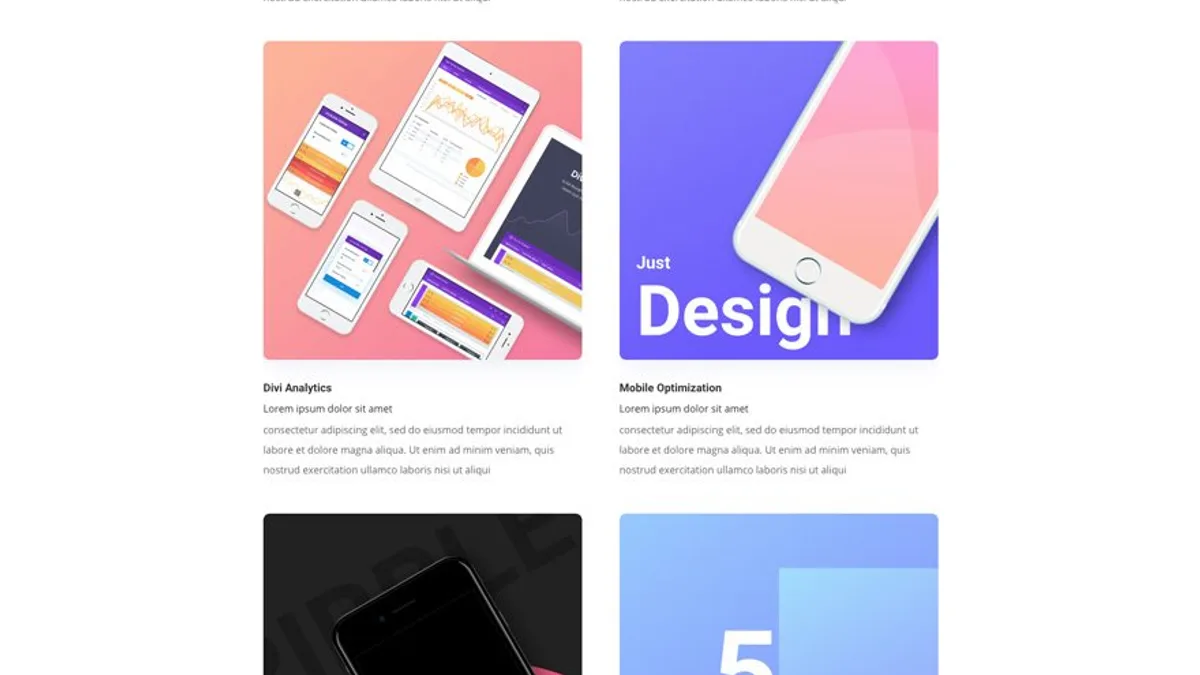 Just
Design
Divi Analytics
Lorem ipsum dolor sit amet
consectetur adipiscing elit, sed do eiusmod tempor incididunt ut
labore et dolore magna aliqua. Ut enim ad minim veniam, quis
nostrud exercitation ullamco laboris nisi ut aliqui
Mobile Optimization
Lorem ipsum dolor sit amet
consectetur adipiscing elit, sed do eiusmod tempor incididunt ut
labore et dolore magna aliqua. Ut enim ad minim veniam, quis
nostrud exercitation ullamco laboris nisi ut aliqui
5